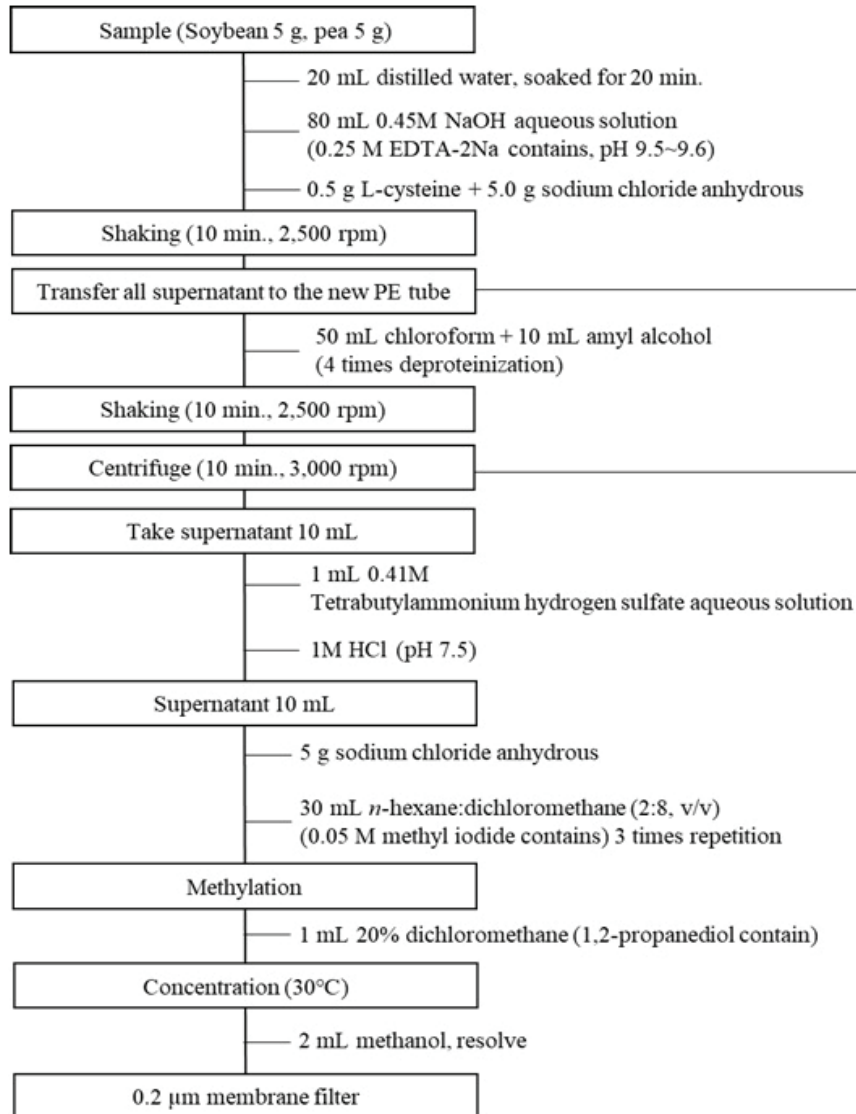 Sample (Soybean 5 g, pea 5 g)
20 mL distilled water, soaked for 20 min.
80 mL 0.45M NaOH aqueous solution
(0.25 M EDTA-2Na contains, pH 9.5~9.6)
0.5 g L-cysteine + 5.0 g sodium chloride anhydrous
Shaking (10 min., 2,500 rpm)
Transfer all supernatant to the new PE tube
50 mL chloroform + 10 mL amyl alcohol
(4 times deproteinization)
Shaking (10 min., 2,500 rpm)
Centrifuge (10 min., 3,000 rpm)
Take supernatant 10 mL
1 mL 0.41M
Tetrabutylammonium hydrogen sulfate aqueous solution
1M HCl (pH 7.5)
Supernatant 10 mL
5 g sodium chloride anhydrous
30 mL n-hexane:dichloromethane (2:8, v/v)
(0.05 M methyl iodide contains) 3 times repetition
Methylation
1 mL 20% dichloromethane (1,2-propanediol contain)
Concentration (30℃)
2 mL methanol, resolve
0.2 μm membrane filter